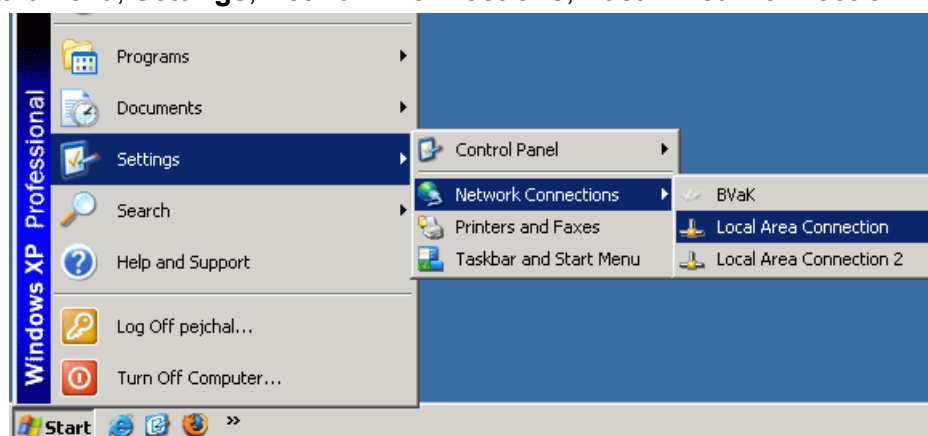 Programs
Documents
Settings
Search
Help and Support
Log Off pejchal...
Turn Off Computer...
Windows XP Professional
Control Panel
Network Connections
Printers and Faxes
Taskbar and Start Menu
BVaK
Local Area Connection
Local Area Connection 2
Start
»